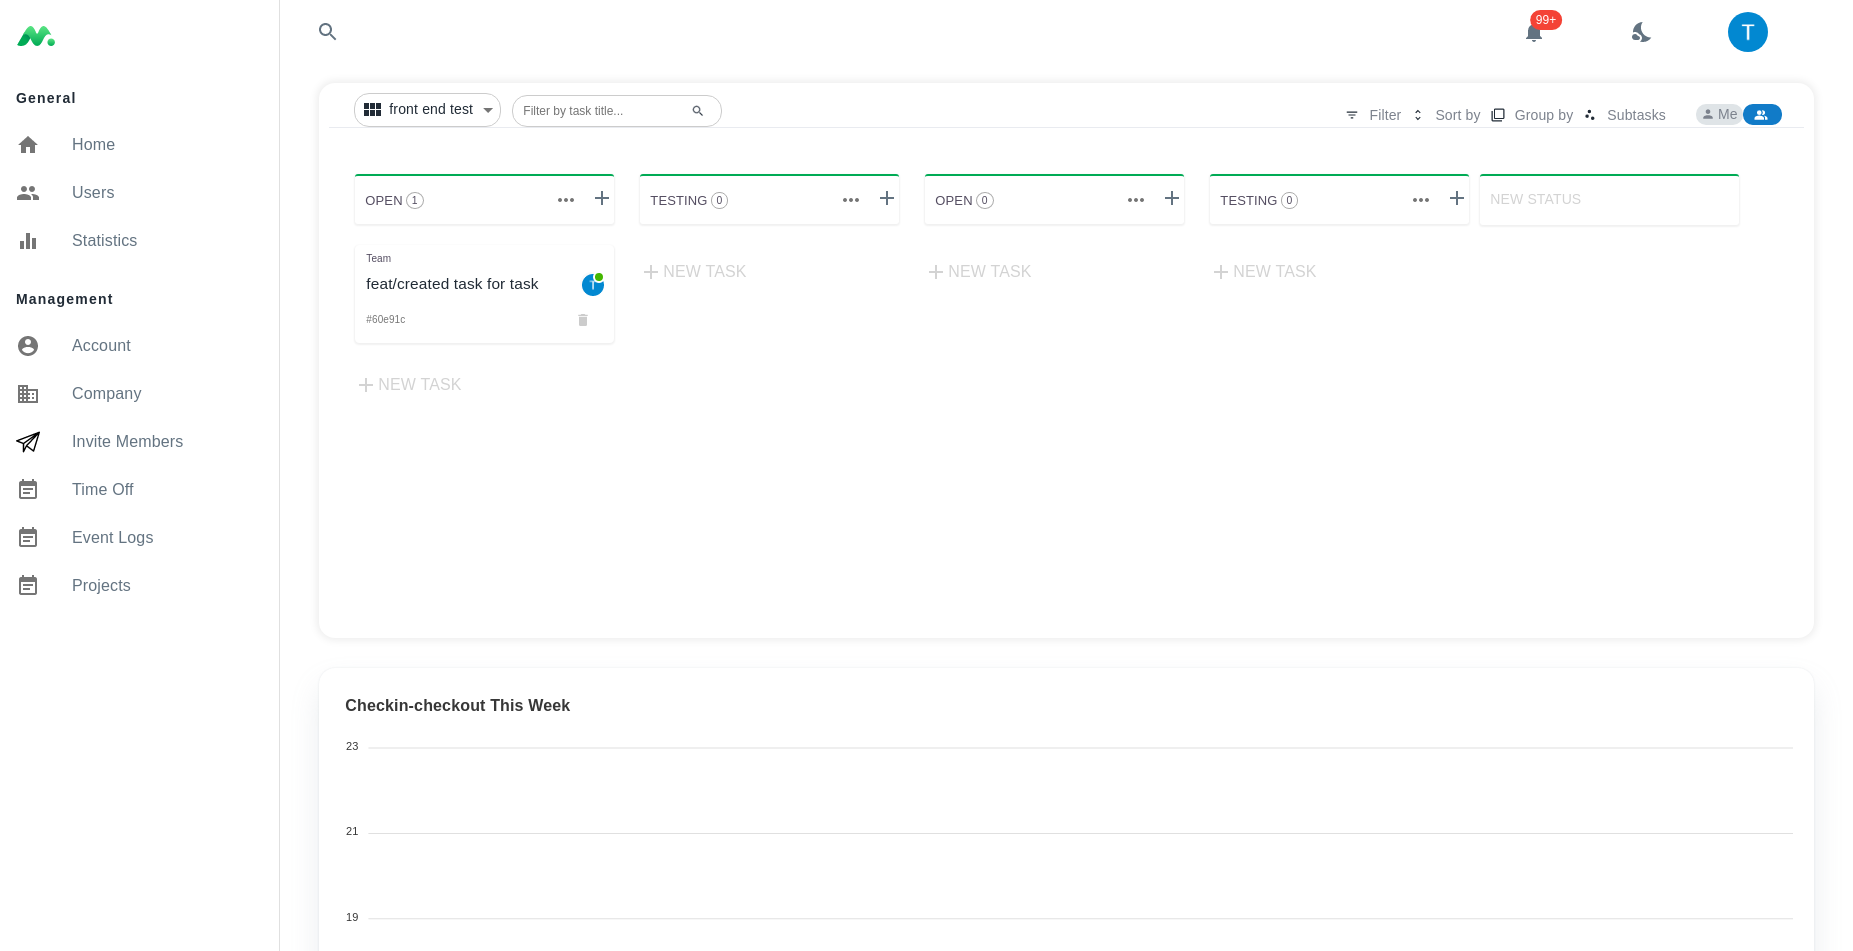 99+
T
General
Home
Users
Statistics
Management
Account
Company
Invite Members
Time Off
Event Logs
Projects
front end test
Filter by task title...
Filter
Sort by
Group by
Subtasks
Me
OPEN 1
TESTING 0
OPEN 0
TESTING 0
NEW STATUS
Team
feat/created task for task
T
#60e91c
NEW TASK
NEW TASK
NEW TASK
NEW TASK
Checkin-checkout This Week
23
21
19